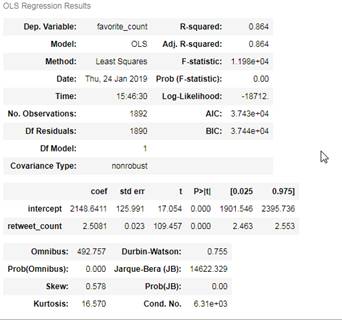 OLS Regression Results
Dep. Variable: favorite_count R-squared: 0.864
Model: OLS Adj. R-squared: 0.864
Method: Least Squares F-statistic: 1.198e+04
Date: Thu, 24 Jan 2019 Prob (F-statistic): 0.00
Time: 15:46:30 Log-Likelihood: -18712.
No. Observations: 1892 AIC: 3.743e+04
Df Residuals: 1890 BIC: 3.744e+04
Df Model: 1
Covariance Type: nonrobust
coef std err t P>|t| [0.025 0.975]
intercept 2148.6411 125.991 17.054 0.000 1901.546 2395.736
retweet_count 2.5081 0.023 109.457 0.000 2.463 2.553
Omnibus: 492.757 Durbin-Watson: 0.755
Prob(Omnibus): 0.000 Jarque-Bera (JB): 14622.329
Skew: 0.578 Prob(JB): 0.00
Kurtosis: 16.570 Cond. No. 6.31e+03